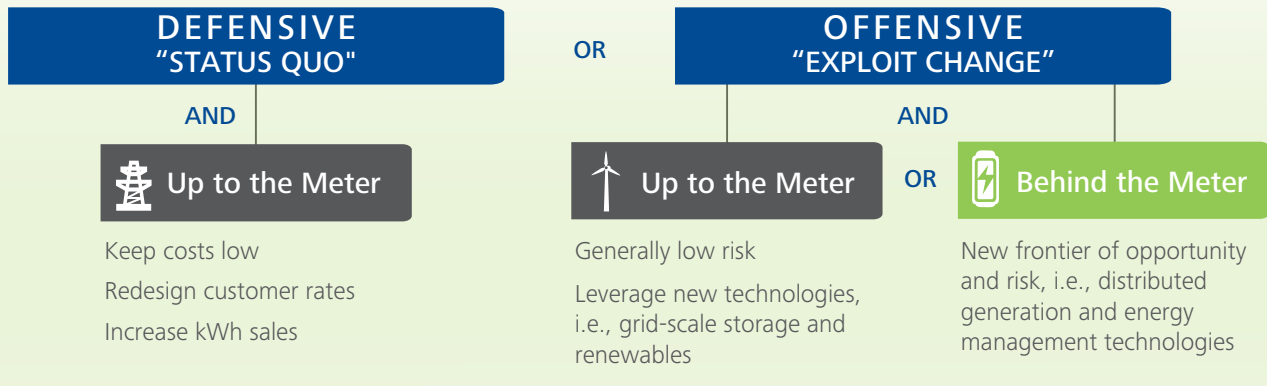 DEFENSIVE
“STATUS QUO"
OR
OFFENSIVE
“EXPLOIT CHANGE”
AND
Up to the Meter
Keep costs low
Redesign customer rates
Increase kWh sales
AND
Up to the Meter
Generally low risk
Leverage new technologies,
i.e., grid-scale storage and
renewables
OR
Behind the Meter
New frontier of opportunity
and risk, i.e., distributed
generation and energy
management technologies